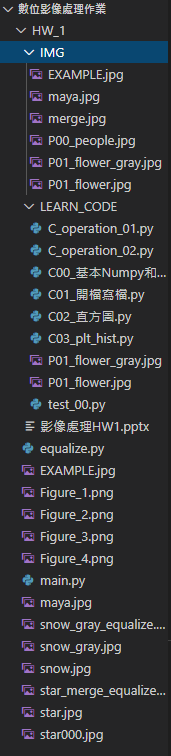 數位影像處理作業
HW_1
IMG
EXAMPLE.jpg
maya.jpg
merge.jpg
P00_people.jpg
P01_flower_gray.jpg
P01_flower.jpg
LEARN_CODE
C_operation_01.py
C_operation_02.py
C00_基本Numpy和...
C01_開檔寫檔.py
C02_直方圖.py
C03_plt_hist.py
P01_flower_gray.jpg
P01_flower.jpg
test_00.py
影像處理HW1.pptx
equalize.py
EXAMPLE.jpg
Figure_1.png
Figure_2.png
Figure_3.png
Figure_4.png
main.py
maya.jpg
snow_gray_equalize....
snow_gray.jpg
snow.jpg
star_merge_equalize...
star.jpg
star000.jpg